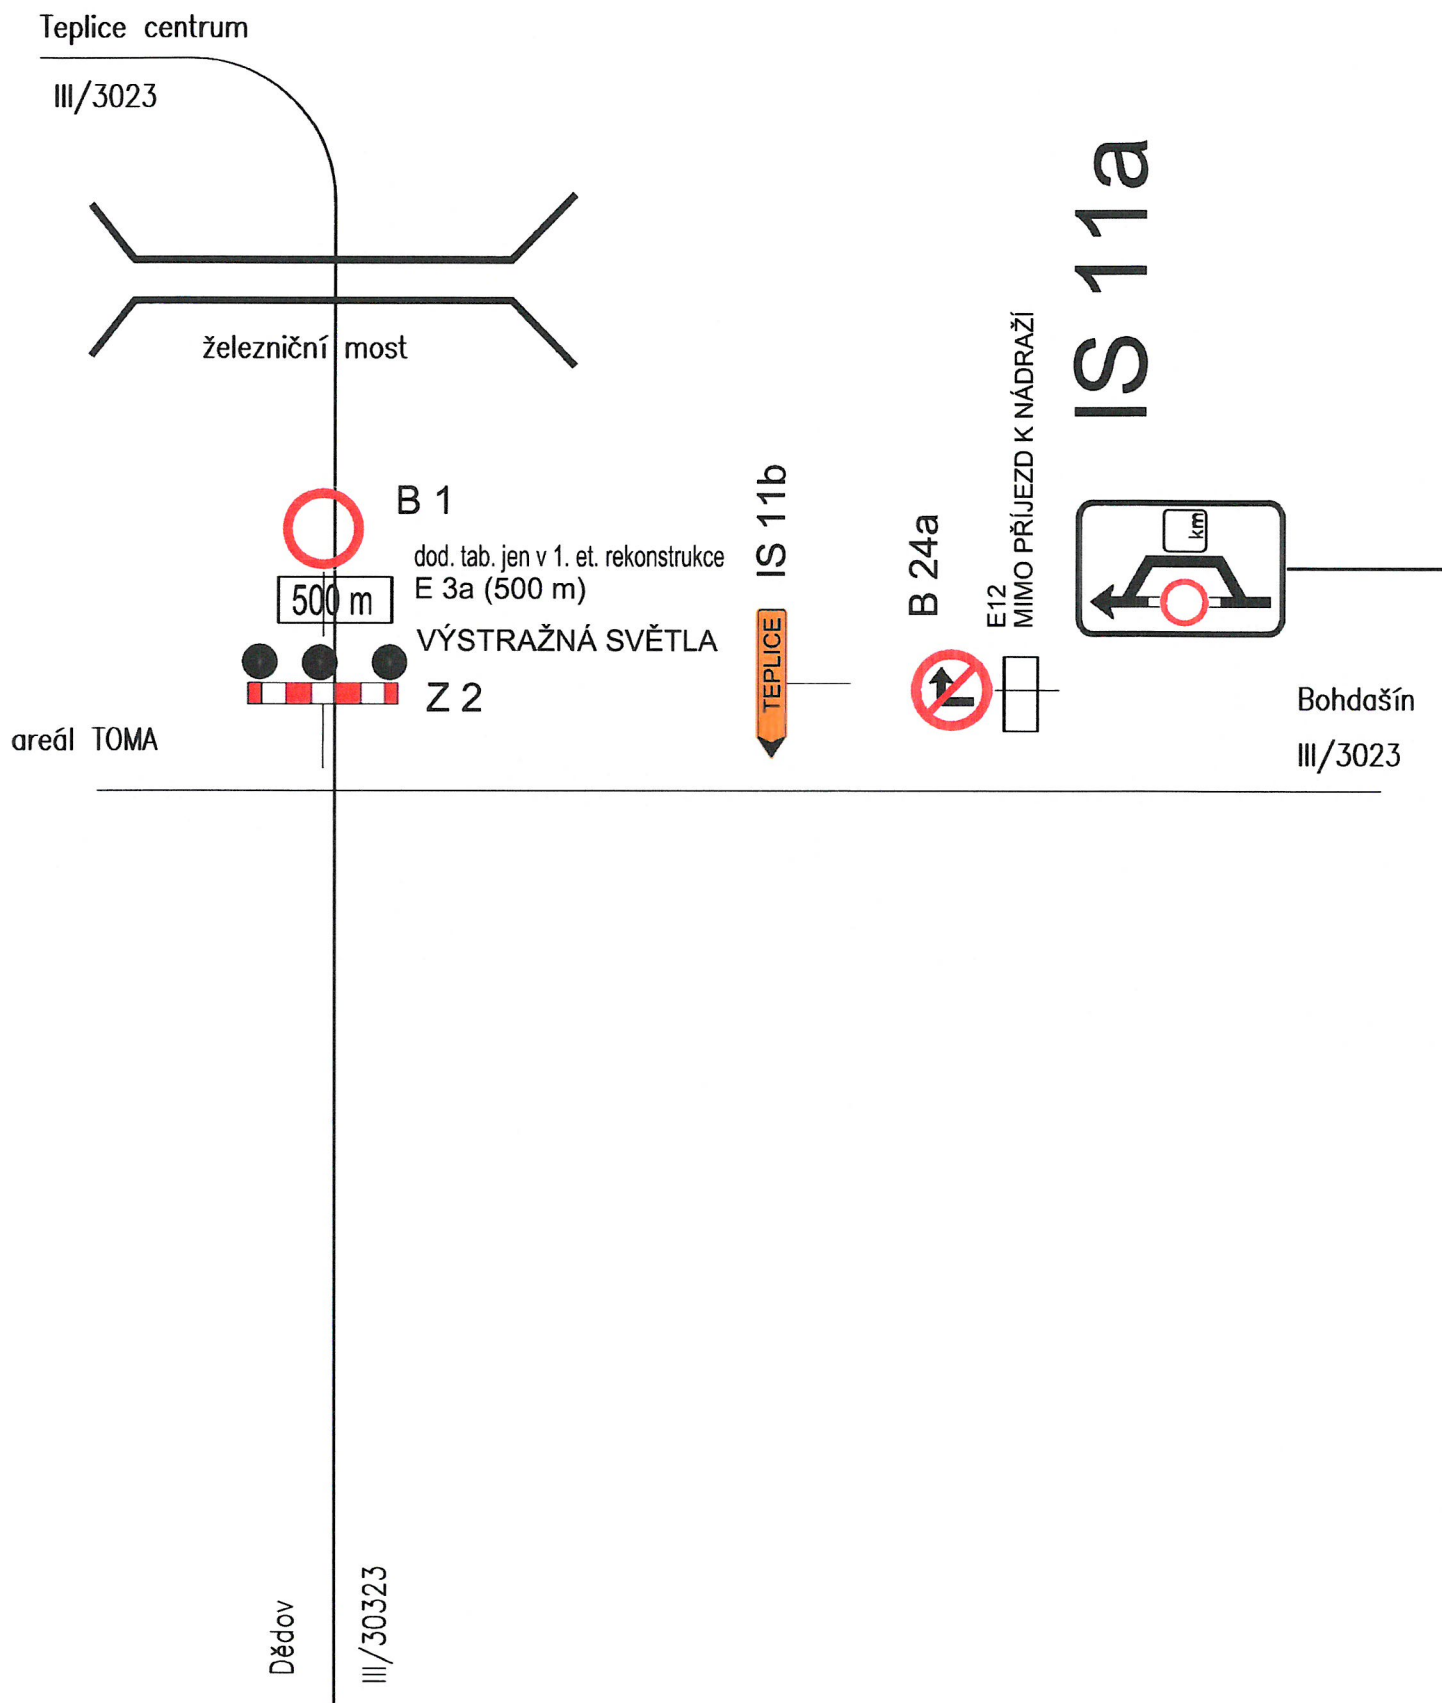 Teplice centrum
III/3023
železniční most
B 1
dod. tab. jen v 1. et. rekonstrukce
E 3a (500 m)
500 m
VÝSTRAŽNÁ SVĚTLA
Z 2
areál TOMA
IS 11b
TEPLICE
B 24a
E12
MIMO PŘÍJEZD K NÁDRAŽÍ
IS 11a
km
Bohdašín
III/3023
Dědov
III/30323